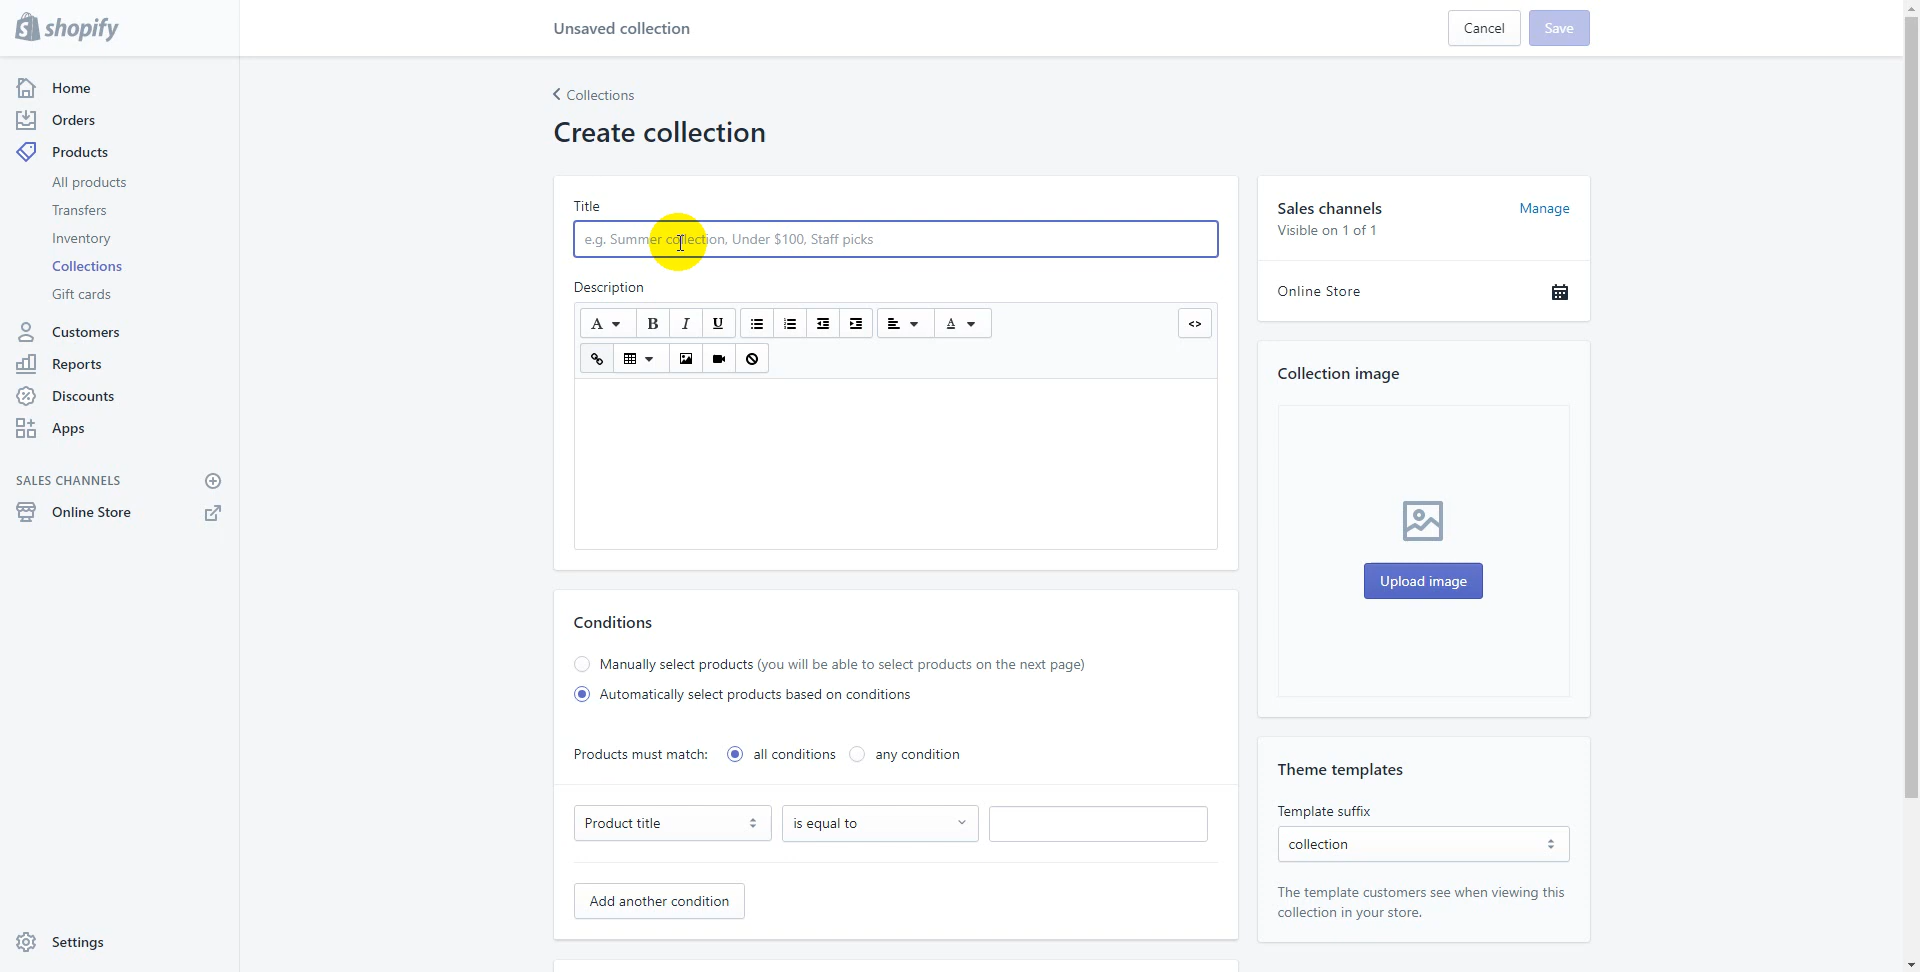 shopify
Unsaved collection
Cancel
Save
Home
Orders
Products
All products
Transfers
Inventory
Collections
Gift cards
Customers
Reports
Discounts
Apps
SALES CHANNELS
Online Store
Settings
Collections
Create collection
Title
e.g. Summer collection, Under $100, Staff picks
Description
A
B
I
U
A
<>
Conditions
Manually select products (you will be able to select products on the next page)
Automatically select products based on conditions
Products must match: all conditions any condition
Product title
is equal to
Add another condition
Sales channels
Manage
Visible on 1 of 1
Online Store
Collection image
Upload image
Theme templates
Template suffix
collection
The template customers see when viewing this
collection in your store.